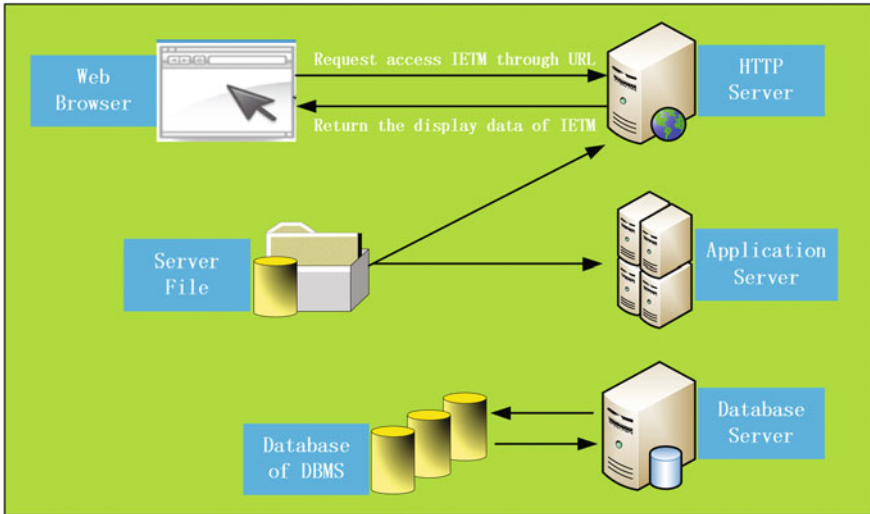 Web
Browser
Request access IETM through URL
Return the display data of IETM
HTTP
Server
Server
File
Application
Server
Database
of DBMS
Database
Server